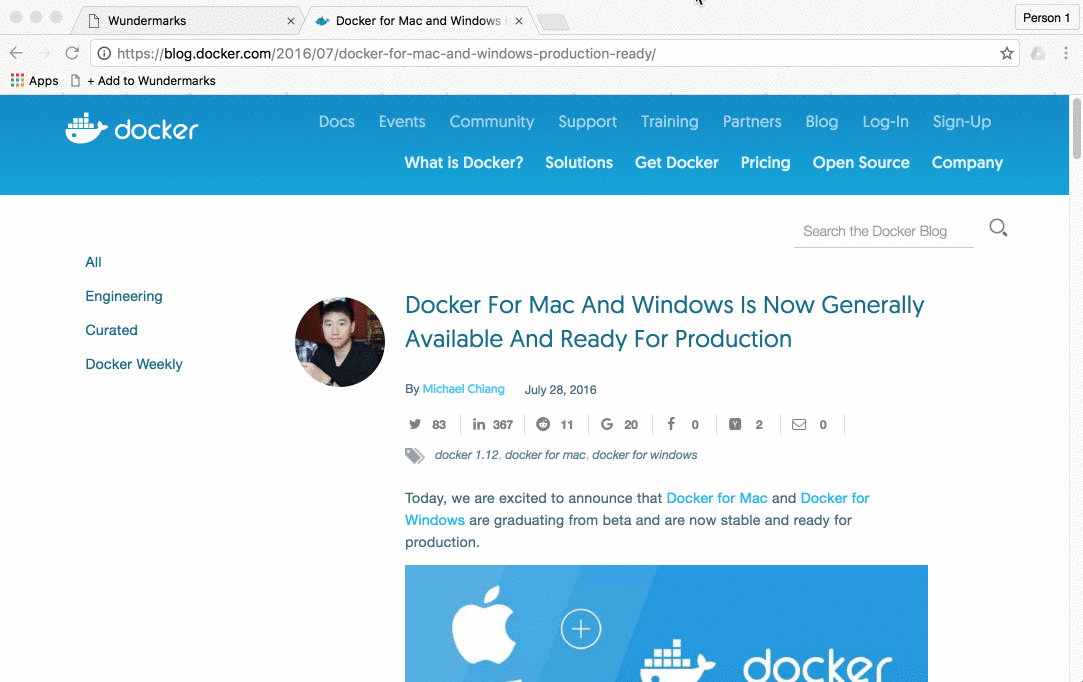 Wundermarks
Docker for Mac and Windows i
Person 1
https://blog.docker.com/2016/07/docker-for-mac-and-windows-production-ready/
Apps
+ Add to Wundermarks
docker
Docs Events Community Support Training Partners Blog Log-In Sign-Up
What is Docker? Solutions Get Docker Pricing Open Source Company
Search the Docker Blog
All
Engineering
Curated
Docker Weekly
Docker For Mac And Windows Is Now Generally
Available And Ready For Production
By Michael Chiang July 28, 2016
83 in 367 11 G 20 f 0 Y 2 0
docker 1.12, docker for mac, docker for windows
Today, we are excited to announce that Docker for Mac and Docker for
Windows are graduating from beta and are now stable and ready for
production.
docker